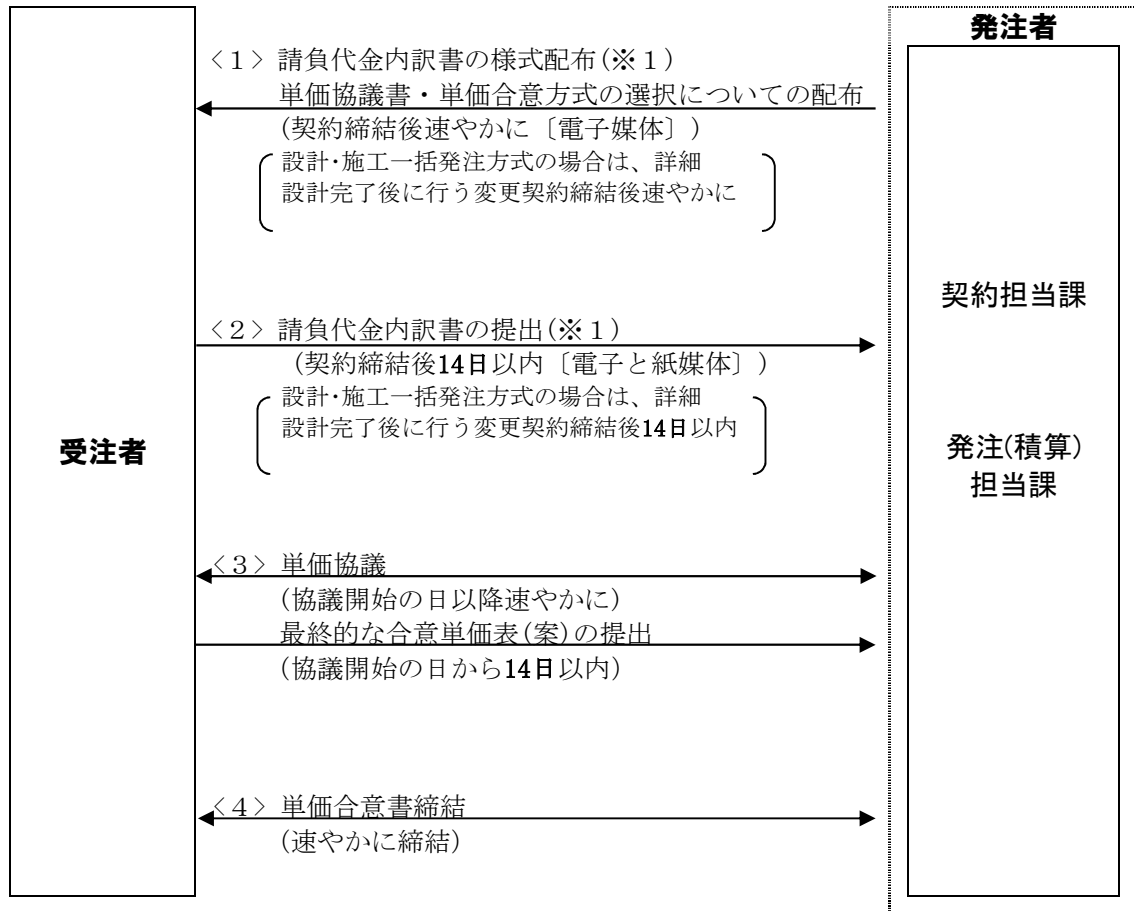 発注者
<1> 請負代金内訳書の様式配布(※1)
単価協議書・単価合意方式の選択についての配布
(契約締結後速やかに〔電子媒体〕)
設計・施工一括発注方式の場合は、詳細
設計完了後に行う変更契約締結後速やかに
契約担当課
<2> 請負代金内訳書の提出(※1)
(契約締結後14日以内〔電子と紙媒体〕)
設計・施工一括発注方式の場合は、詳細
設計完了後に行う変更契約締結後14日以内
受注者
発注(積算)
担当課
<3> 単価協議
(協議開始の日以降速やかに)
最終的な合意単価表(案)の提出
(協議開始の日から14日以内)
<4> 単価合意書締結
(速やかに締結)